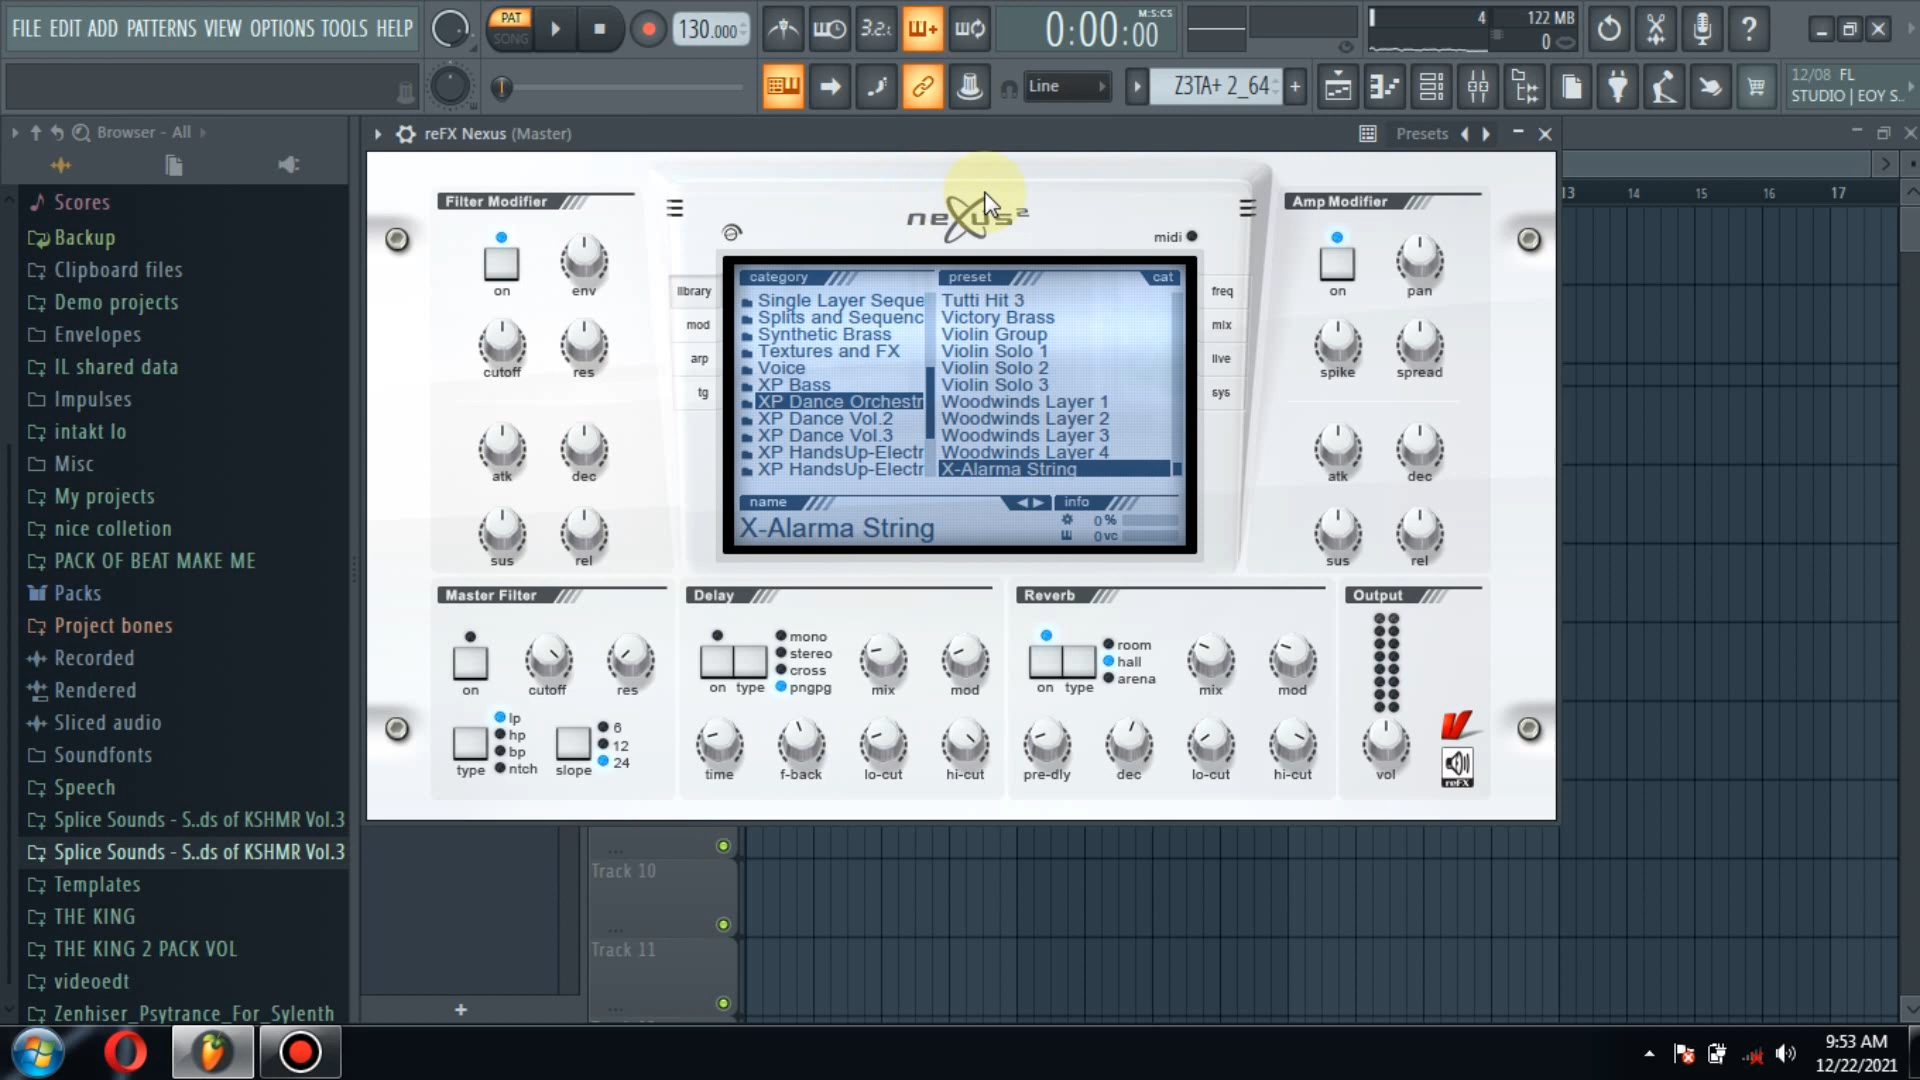 FILE EDIT ADD PATTERNS VIEW OPTIONS TOOLS HELP
PAT
SONG
130.000
3.2
0:00:00
M:S:CS
4
122 MB
0
Line
Z3TA+ 2_64
12/08 FL
STUDIO | EOY S..
Browser - All
Scores
Backup
Clipboard files
Demo projects
Envelopes
IL shared data
Impulses
intakt lo
Misc
My projects
nice colletion
PACK OF BEAT MAKE ME
Packs
Project bones
Recorded
Rendered
Sliced audio
Soundfonts
Speech
Splice Sounds - S..ds of KSHMR Vol.3
Splice Sounds - S..ds of KSHMR Vol.3
Templates
THE KING
THE KING 2 PACK VOL
videoedt
Zenhiser_Psytrance_For_Sylenth
reFX Nexus (Master)
Presets
Filter Modifier
on
env
cutoff
res
atk
dec
sus
rel
nexus2
midi
library
mod
arp
tg
freq
mix
live
sys
category
preset
cat
Single Layer Seque
Splits and Sequenc
Synthetic Brass
Textures and FX
Voice
XP Bass
XP Dance Orchestr
XP Dance Vol.2
XP Dance Vol.3
XP HandsUp-Electr
XP HandsUp-Electr
Tutti Hit 3
Victory Brass
Violin Group
Violin Solo 1
Violin Solo 2
Violin Solo 3
Woodwinds Layer 1
Woodwinds Layer 2
Woodwinds Layer 3
Woodwinds Layer 4
X-Alarma String
name
info
X-Alarma String
0 %
0 vc
Amp Modifier
on
pan
spike
spread
atk
dec
sus
rel
Master Filter
on
cutoff
res
type
lp
hp
bp
ntch
slope
6
12
24
Delay
on
type
mono
stereo
cross
pngpg
mix
mod
time
f-back
lo-cut
hi-cut
Reverb
on
type
room
hall
arena
mix
mod
pre-dly
dec
lo-cut
hi-cut
Output
vol
reFX
13
14
15
16
17
...
Track 10
...
Track 11
...
+
9:53 AM
12/22/2021